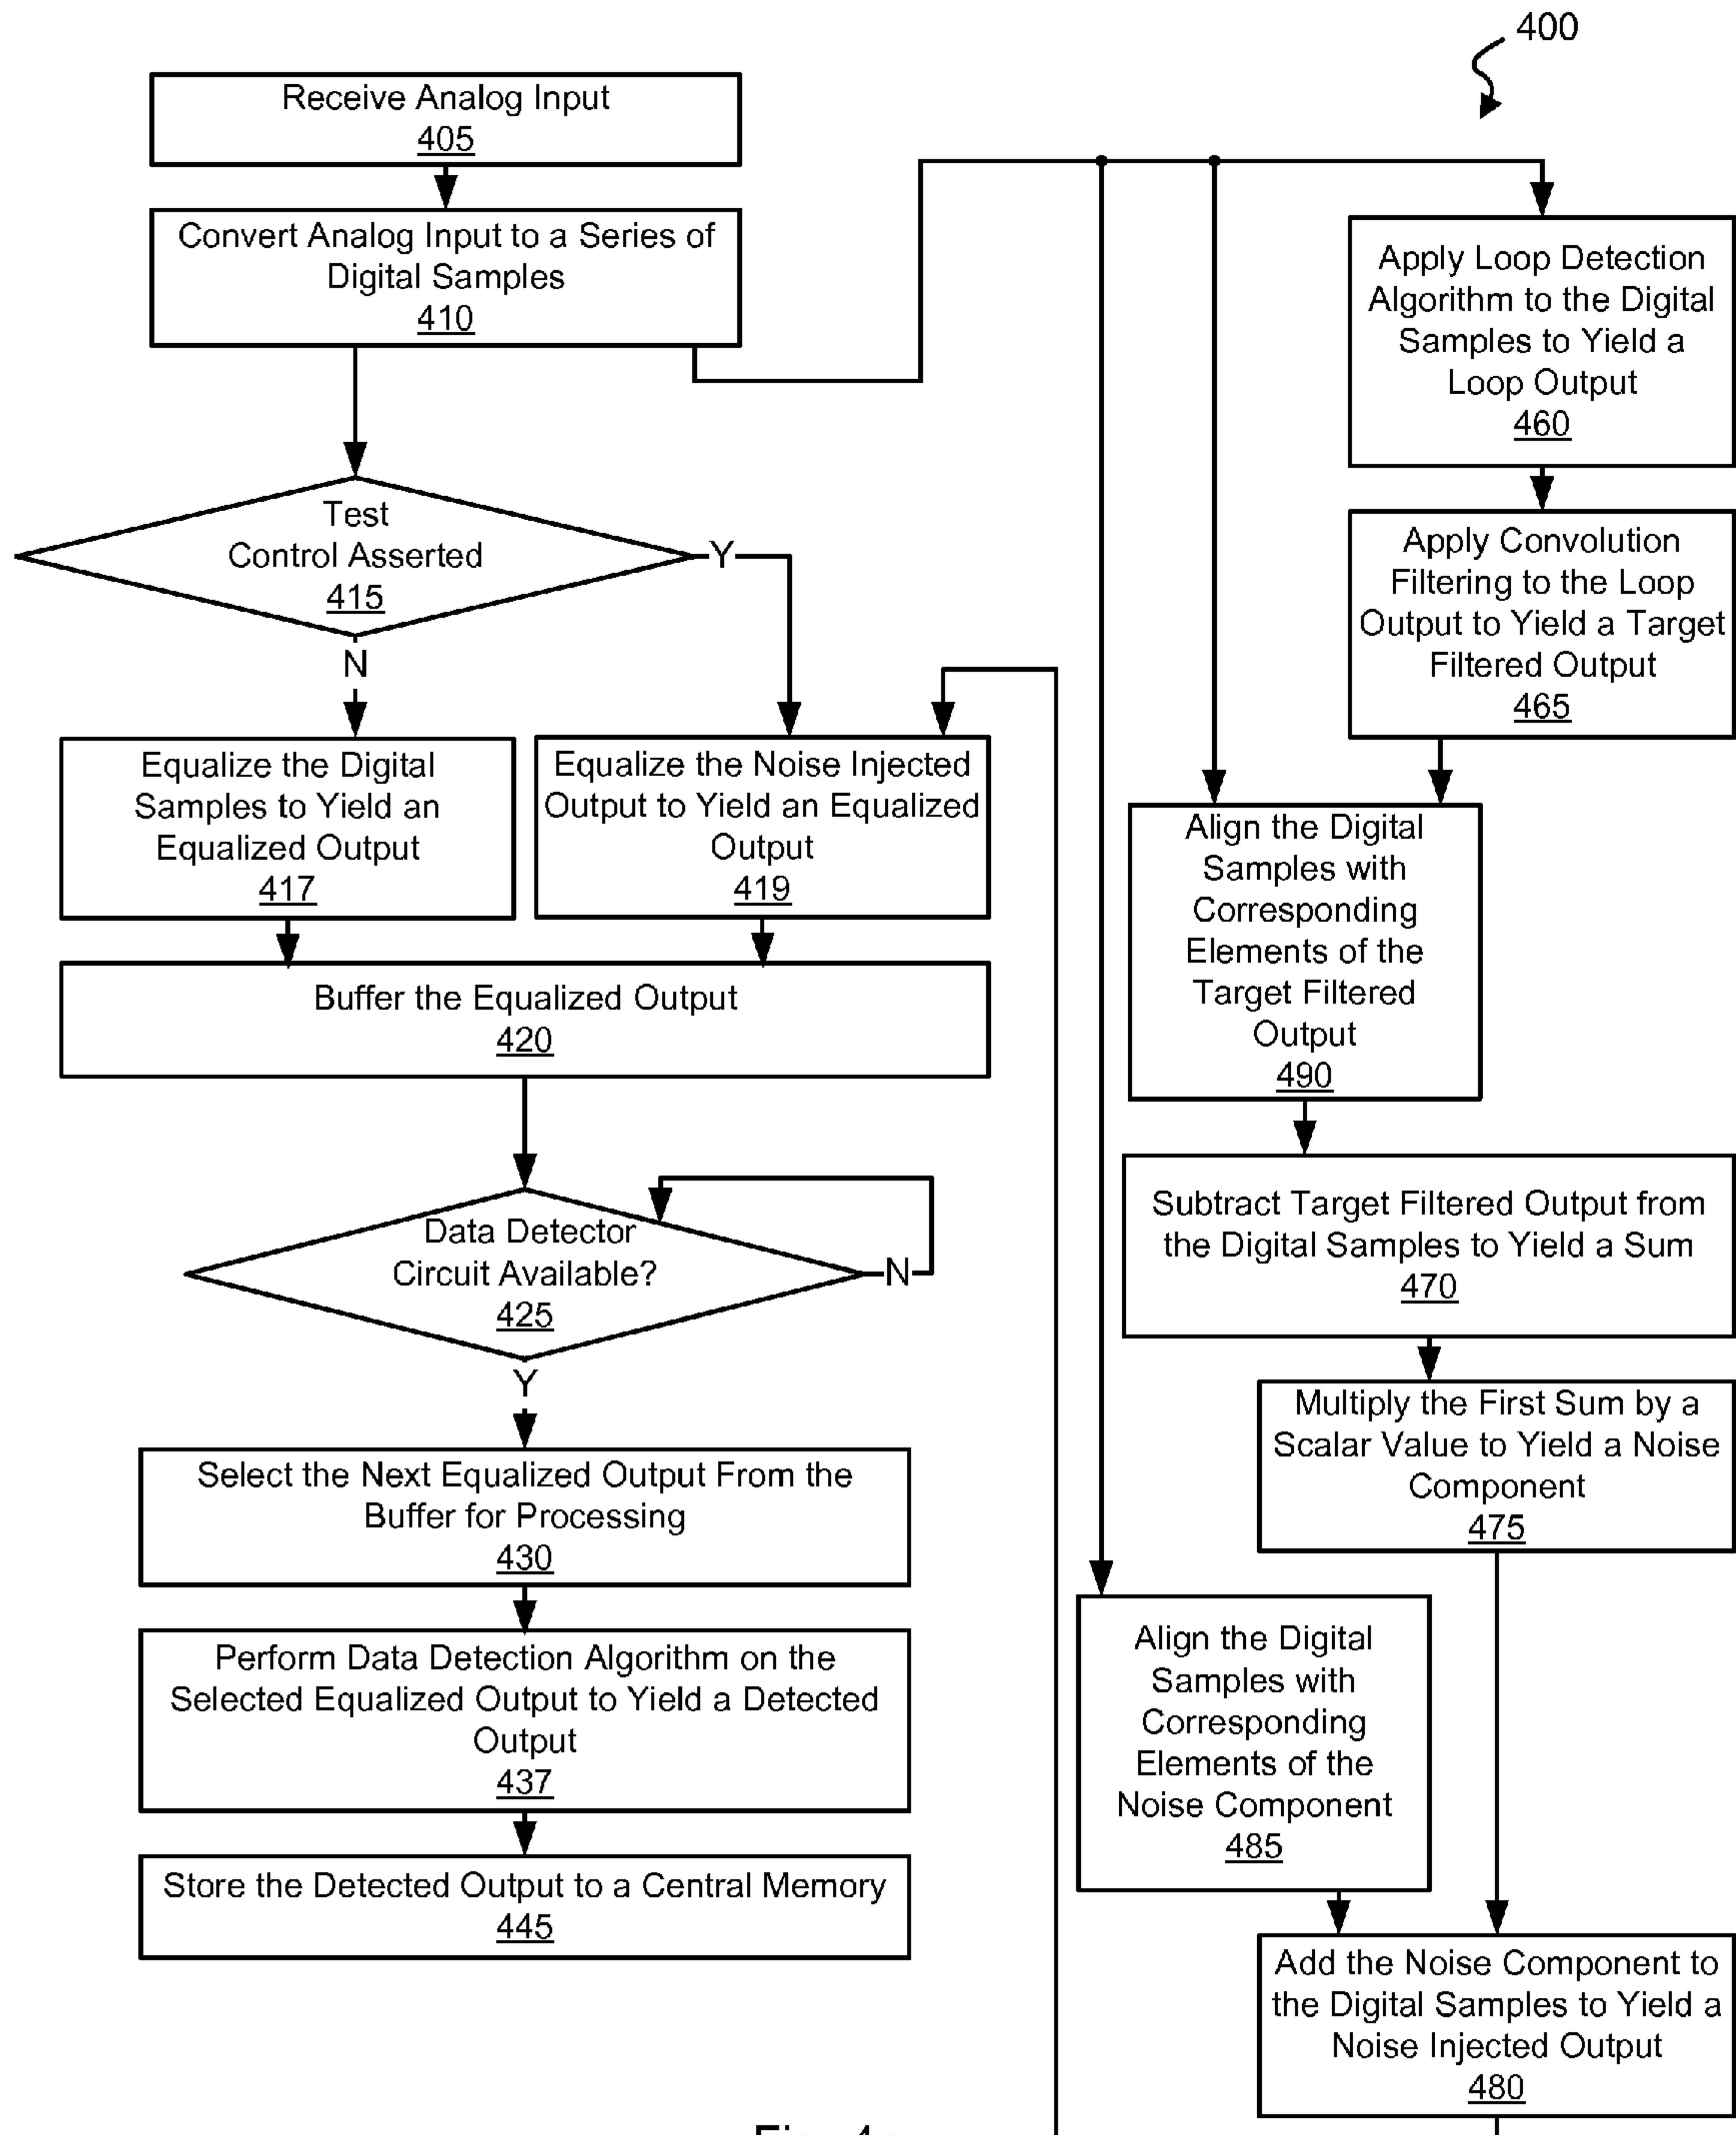 400
Receive Analog Input
405
Convert Analog Input to a Series of
Digital Samples
410
Test
Control Asserted
415
Y
N
Equalize the Digital
Samples to Yield an
Equalized Output
417
Equalize the Noise Injected
Output to Yield an Equalized
Output
419
Buffer the Equalized Output
420
Data Detector
Circuit Available?
425
N
Y
Select the Next Equalized Output From the
Buffer for Processing
430
Perform Data Detection Algorithm on the
Selected Equalized Output to Yield a Detected
Output
437
Store the Detected Output to a Central Memory
445
Apply Loop Detection
Algorithm to the Digital
Samples to Yield a
Loop Output
460
Apply Convolution
Filtering to the Loop
Output to Yield a Target
Filtered Output
465
Align the Digital
Samples with
Corresponding
Elements of the
Target Filtered
Output
490
Subtract Target Filtered Output from
the Digital Samples to Yield a Sum
470
Multiply the First Sum by a
Scalar Value to Yield a Noise
Component
475
Align the Digital
Samples with
Corresponding
Elements of the
Noise Component
485
Add the Noise Component to
the Digital Samples to Yield a
Noise Injected Output
480